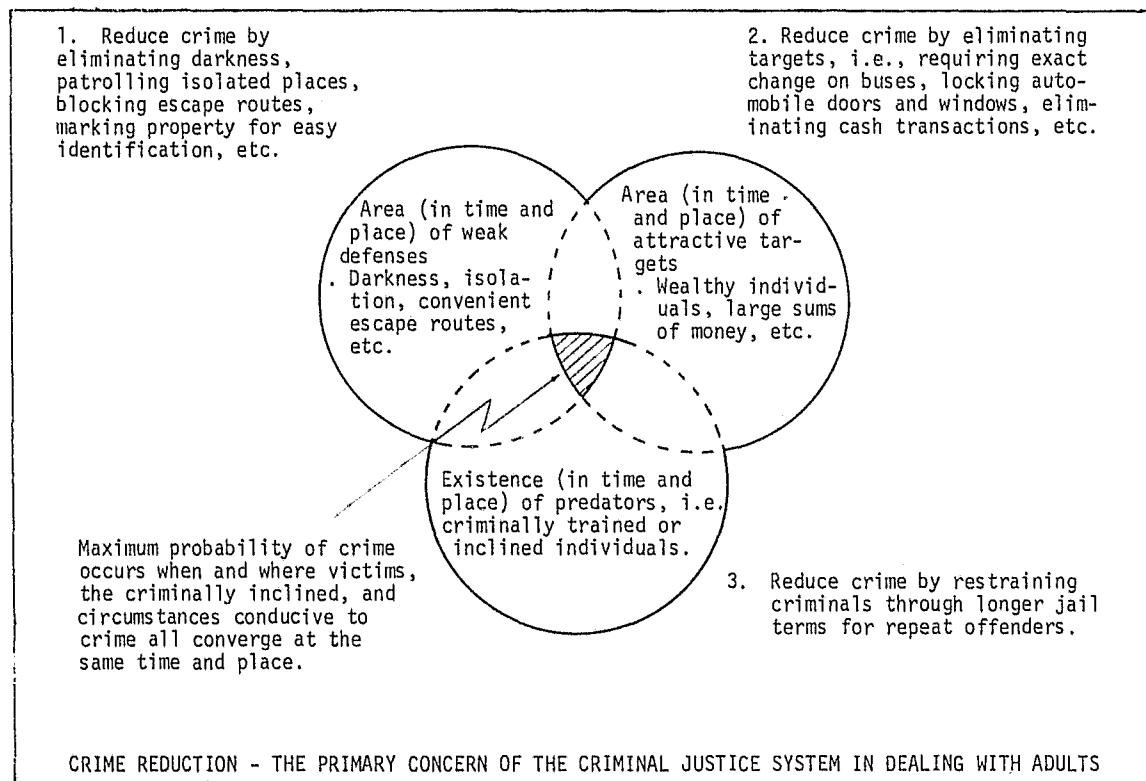 1. Reduce crime by
eliminating darkness,
patrolling isolated places,
blocking escape routes,
marking property for easy
identification, etc.
2. Reduce crime by eliminating
targets, i.e., requiring exact
change on buses, locking auto-
mobile doors and windows, elim-
inating cash transactions, etc.
Area (in time and
place) of weak
defenses
. Darkness, isola-
tion, convenient
escape routes,
etc.
Area (in time
and place) of
attractive tar-
gets
. Wealthy individ-
uals, large sums
of money, etc.
Existence (in time and
place) of predators, i.e.
criminally trained or
inclined individuals.
Maximum probability of crime
occurs when and where victims,
the criminally inclined, and
circumstances conducive to
crime all converge at the
same time and place.
3. Reduce crime by restraining
criminals through longer jail
terms for repeat offenders.
CRIME REDUCTION - THE PRIMARY CONCERN OF THE CRIMINAL JUSTICE SYSTEM IN DEALING WITH ADULTS